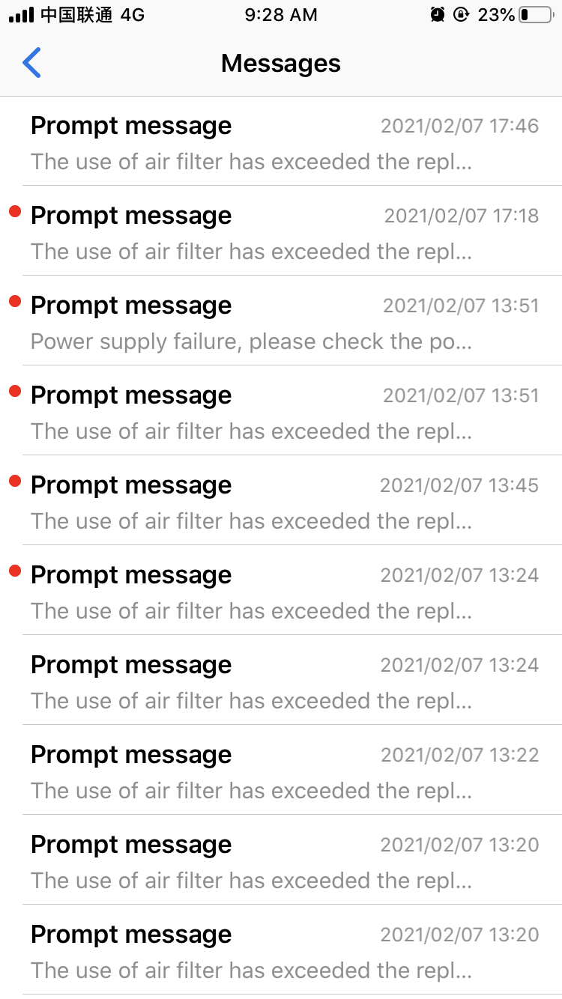 中国联通 4G 9:28 AM 23%
Messages
Prompt message 2021/02/07 17:46
The use of air filter has exceeded the repl...
Prompt message 2021/02/07 17:18
The use of air filter has exceeded the repl...
Prompt message 2021/02/07 13:51
Power supply failure, please check the po...
Prompt message 2021/02/07 13:51
The use of air filter has exceeded the repl...
Prompt message 2021/02/07 13:45
The use of air filter has exceeded the repl...
Prompt message 2021/02/07 13:24
The use of air filter has exceeded the repl...
Prompt message 2021/02/07 13:24
The use of air filter has exceeded the repl...
Prompt message 2021/02/07 13:22
The use of air filter has exceeded the repl...
Prompt message 2021/02/07 13:20
The use of air filter has exceeded the repl...
Prompt message 2021/02/07 13:20
The use of air filter has exceeded the repl...